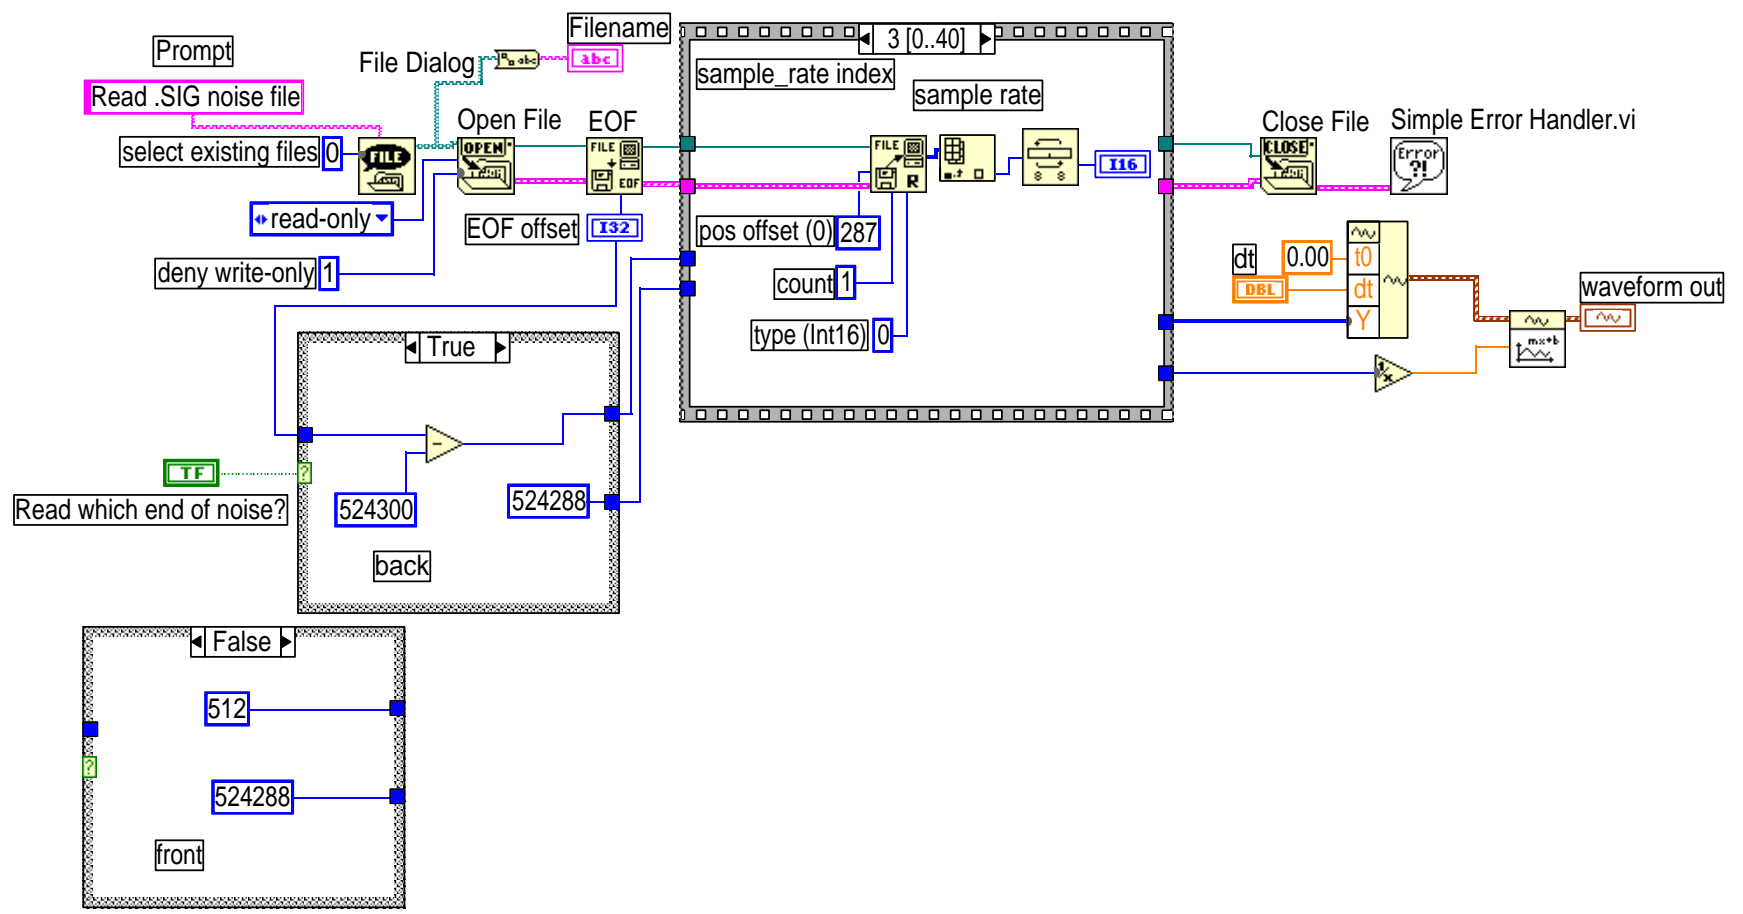 Prompt
Read .SIG noise file
select existing files 0
read-only
deny write-only 1
File Dialog
abc
Filename
abc
FILE
Open File
OPEN
EOF
FILE
EOF
EOF offset
I32
3 [0..40]
sample_rate index
sample rate
FILE
R
I16
pos offset (0) 287
count 1
type (Int16) 0
Close File
CLOSE
Simple Error Handler.vi
Error
?!
dt
DBL
0.00
t0
dt
Y
1/x
mx+b
waveform out
True
-
524300
524288
back
?
TF
Read which end of noise?
False
512
?
524288
front